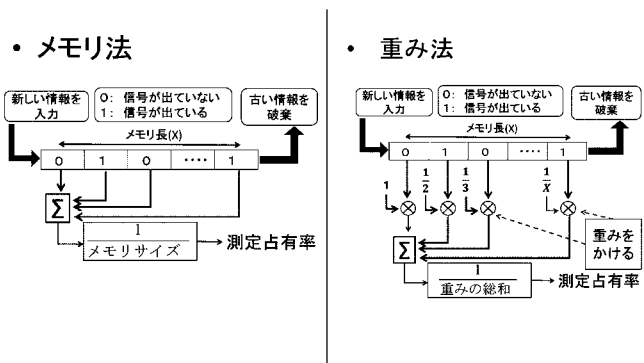 • メモリ法
新しい情報を
入力
0: 信号が出ていない
1: 信号が出ている
古い情報を
破棄
メモリ長(X)
0 1 0 ···· 1
Σ
1
メモリサイズ
測定占有率
• 重み法
新しい情報を
入力
0: 信号が出ていない
1: 信号が出ている
古い情報を
破棄
メモリ長(X)
0 1 0 ···· 1
1 1/2 1/3 1/X
重みを
かける
Σ
1
重みの総和
測定占有率